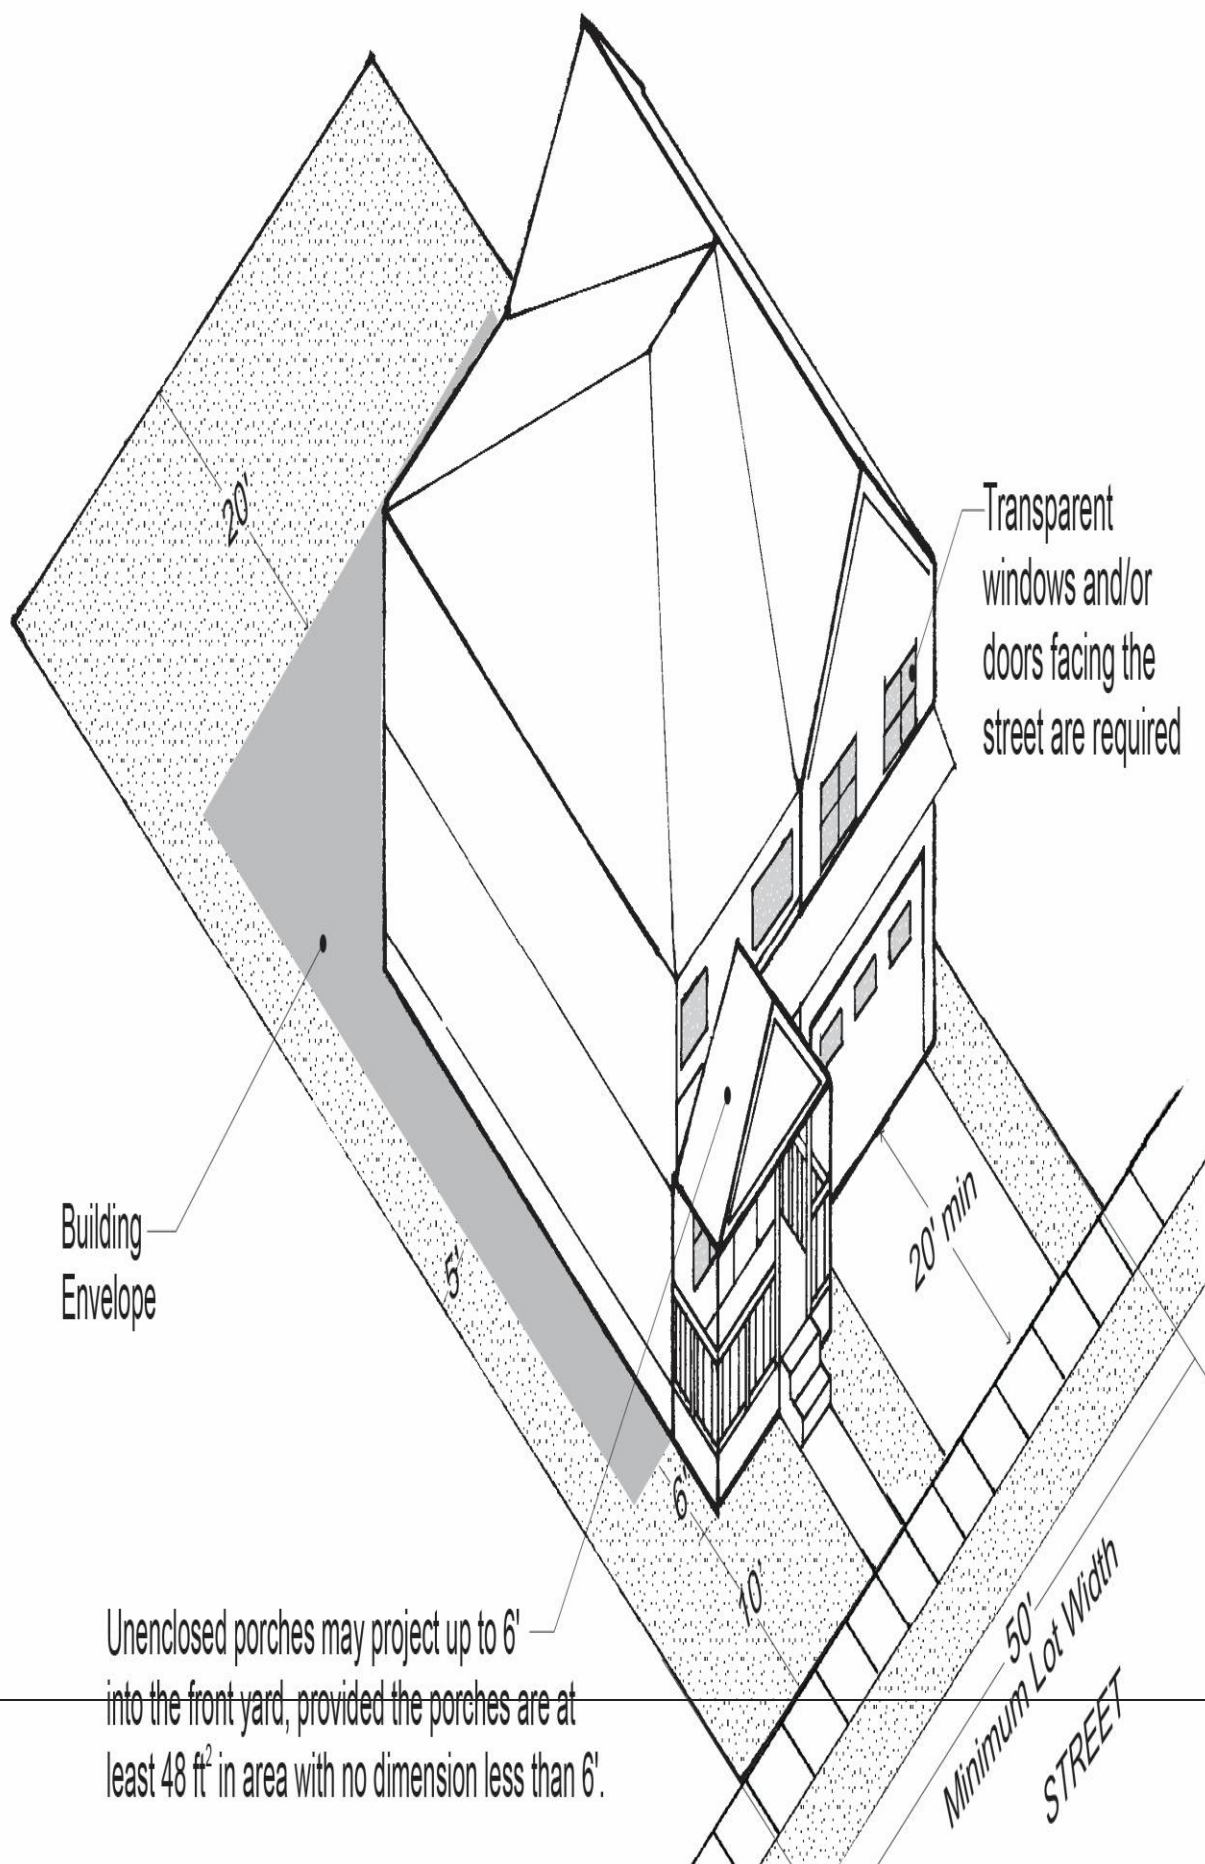 20'
Transparent
windows and/or
doors facing the
street are required
Building
Envelope
5'
20' min
6'
10'
Unenclosed porches may project up to 6'
into the front yard, provided the porches are at
least 48 ft² in area with no dimension less than 6'.
50'
Minimum Lot Width
STREET